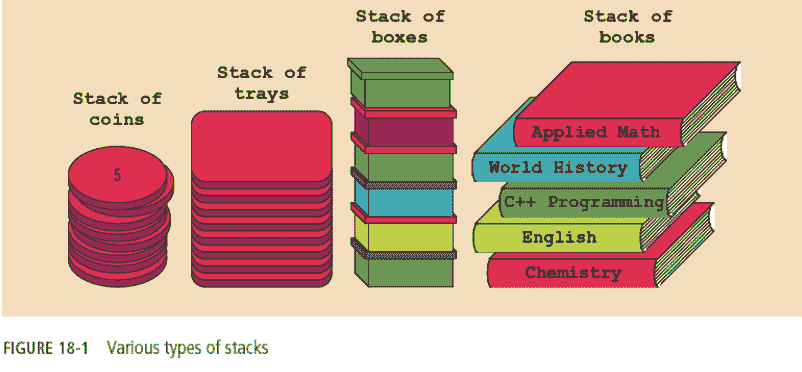 Stack of
coins
5
Stack of
trays
Stack of
boxes
Stack of
books
Applied Math
World History
C++ Programming
English
Chemistry
FIGURE 18-1 Various types of stacks